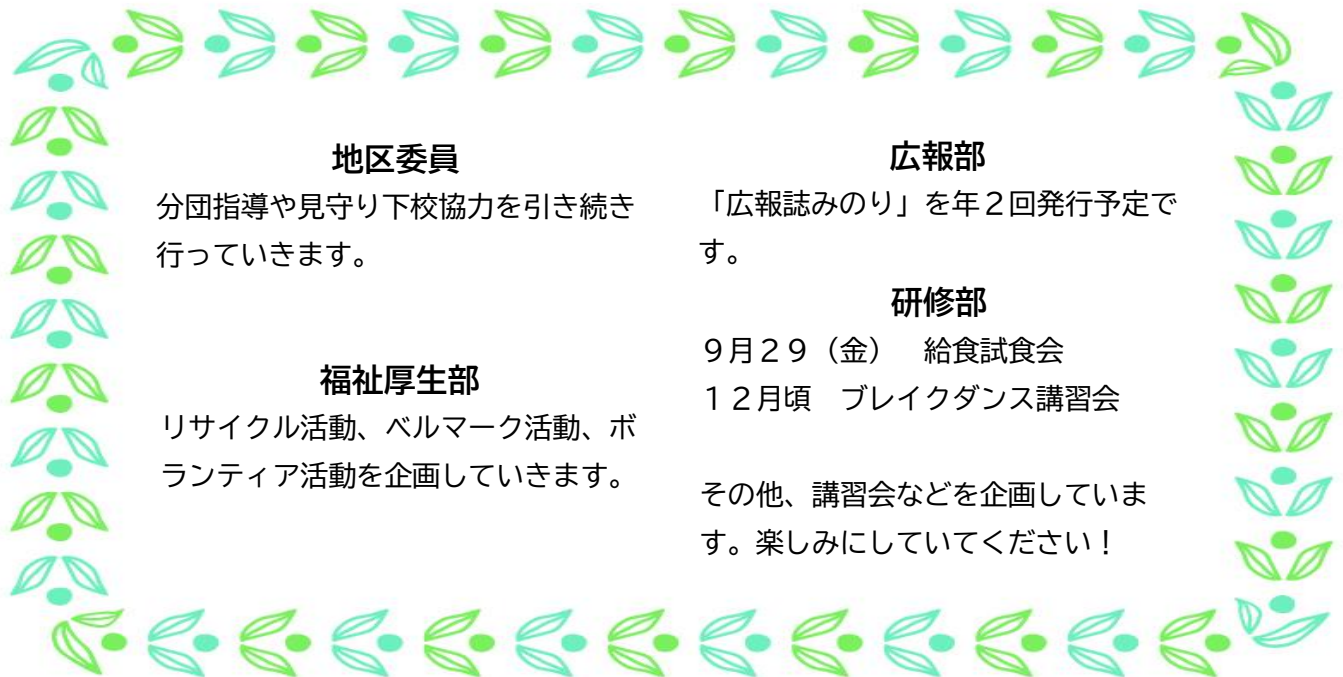 地区委員
分団指導や見守り下校協力を引き続き
行っていきます。
福祉厚生部
リサイクル活動、ベルマーク活動、ボ
ランティア活動を企画していきます。
広報部
「広報誌みのり」を年２回発行予定で
す。
研修部
９月２９（金）　給食試食会
１２月頃　ブレイクダンス講習会
その他、講習会などを企画していま
す。楽しみにしていてください！